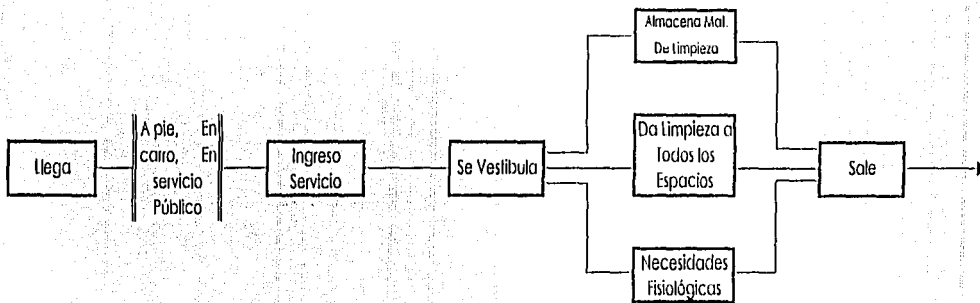 Llega
A pie, En
carro, En
servicio
Público
Ingreso
Servicio
Se Vestibula
Almacena Mat.
De Limpieza
Da Limpieza a
Todos los
Espacios
Necesidades
Fisiológicas
Sale